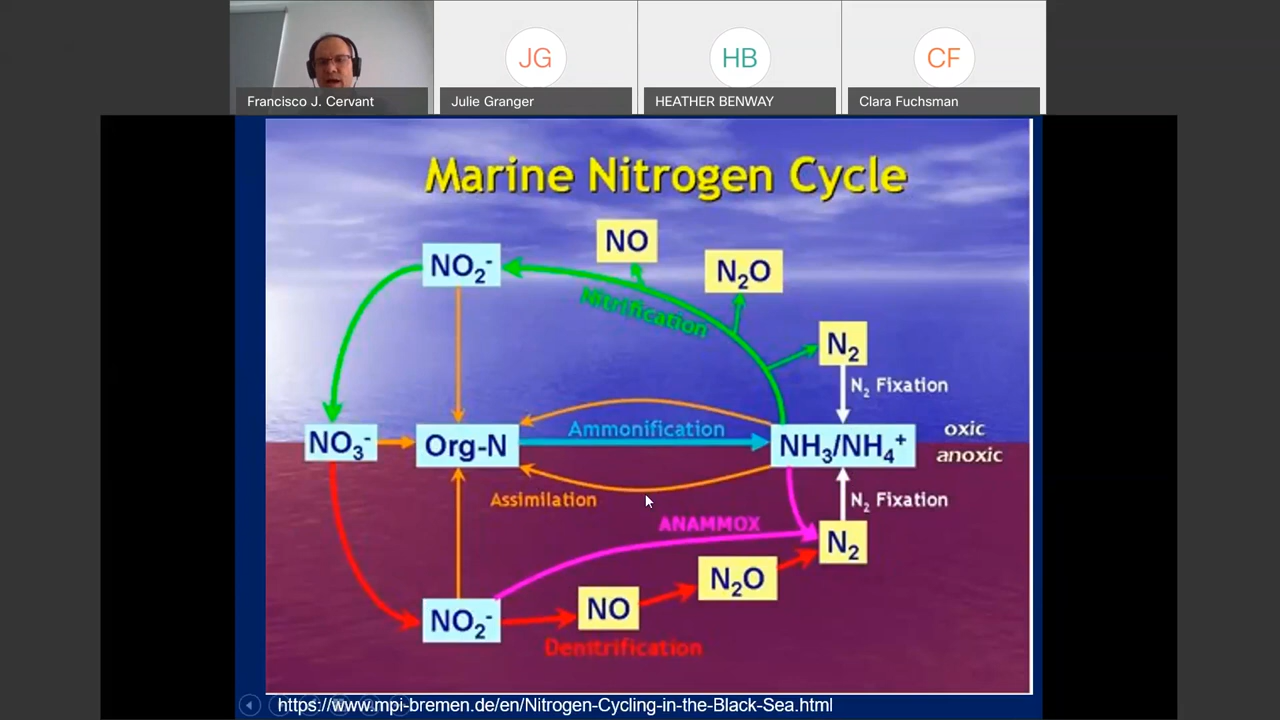 JG
HB
CF
Francisco J. Cervant
Julie Granger
HEATHER BENWAY
Clara Fuchsman
Marine Nitrogen Cycle
NO
NO₂⁻
N₂O
Nitrification
N₂
N₂ Fixation
Ammonification
oxic
NO₃⁻
Org-N
NH₃/NH₄⁺
anoxic
Assimilation
N₂ Fixation
ANAMMOX
N₂
N₂O
NO
NO₂⁻
Denitrification
https://www.mpi-bremen.de/en/Nitrogen-Cycling-in-the-Black-Sea.html